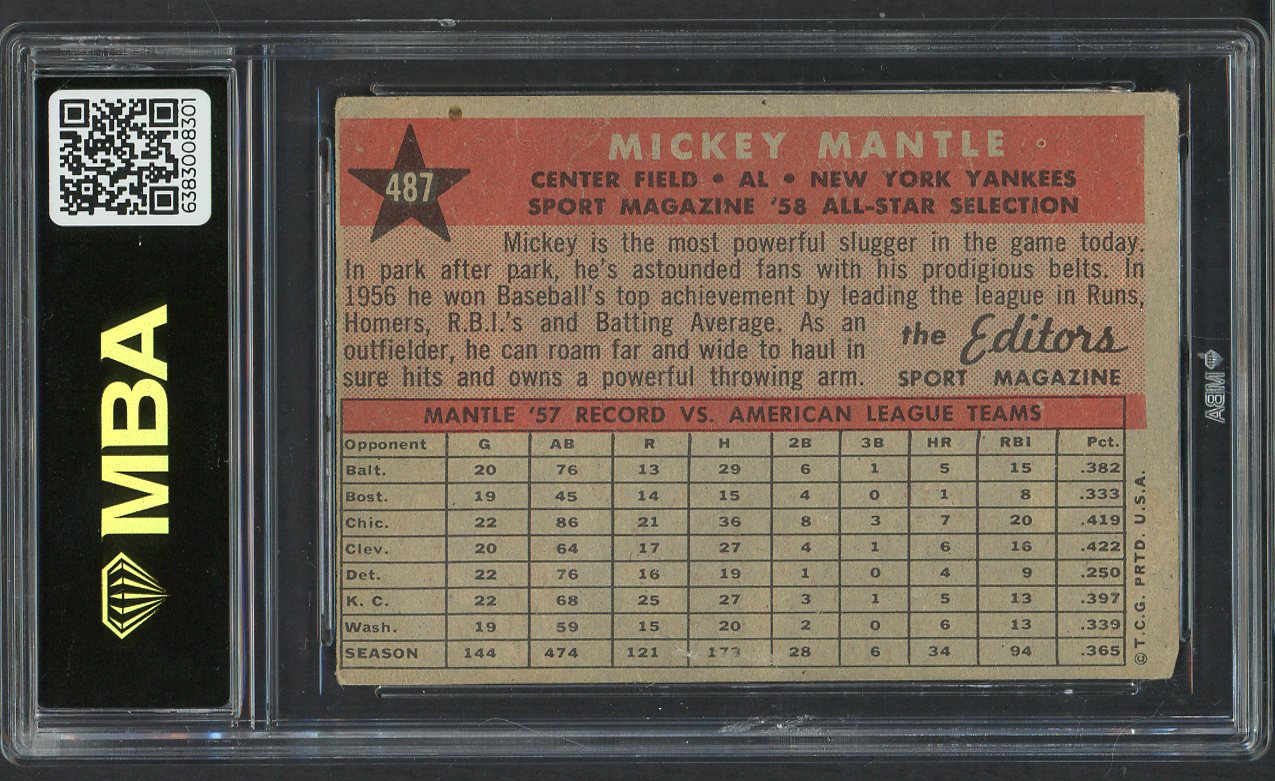 6383008301
MBA
487
MICKEY MANTLE
CENTER FIELD • AL • NEW YORK YANKEES
SPORT MAGAZINE '58 ALL-STAR SELECTION
Mickey is the most powerful slugger in the game today.
In park after park, he's astounded fans with his prodigious belts. In
1956 he won Baseball's top achievement by leading the league in Runs,
Homers, R.B.I.'s and Batting Average. As an
outfielder, he can roam far and wide to haul in
sure hits and owns a powerful throwing arm.
the Editors
SPORT MAGAZINE
MANTLE '57 RECORD VS. AMERICAN LEAGUE TEAMS
Opponent G AB R H 2B 3B HR RBI Pct.
Balt. 20 76 13 29 6 1 5 15 .382
Bost. 19 45 14 15 4 0 1 8 .333
Chic. 22 86 21 36 8 3 7 20 .419
Clev. 20 64 17 27 4 1 6 16 .422
Det. 22 76 16 19 1 0 4 9 .250
K. C. 22 68 25 27 3 1 5 13 .397
Wash. 19 59 15 20 2 0 6 13 .339
SEASON 144 474 121 173 28 6 34 94 .365
© T.C.G. PRTD. U.S.A.
MBA